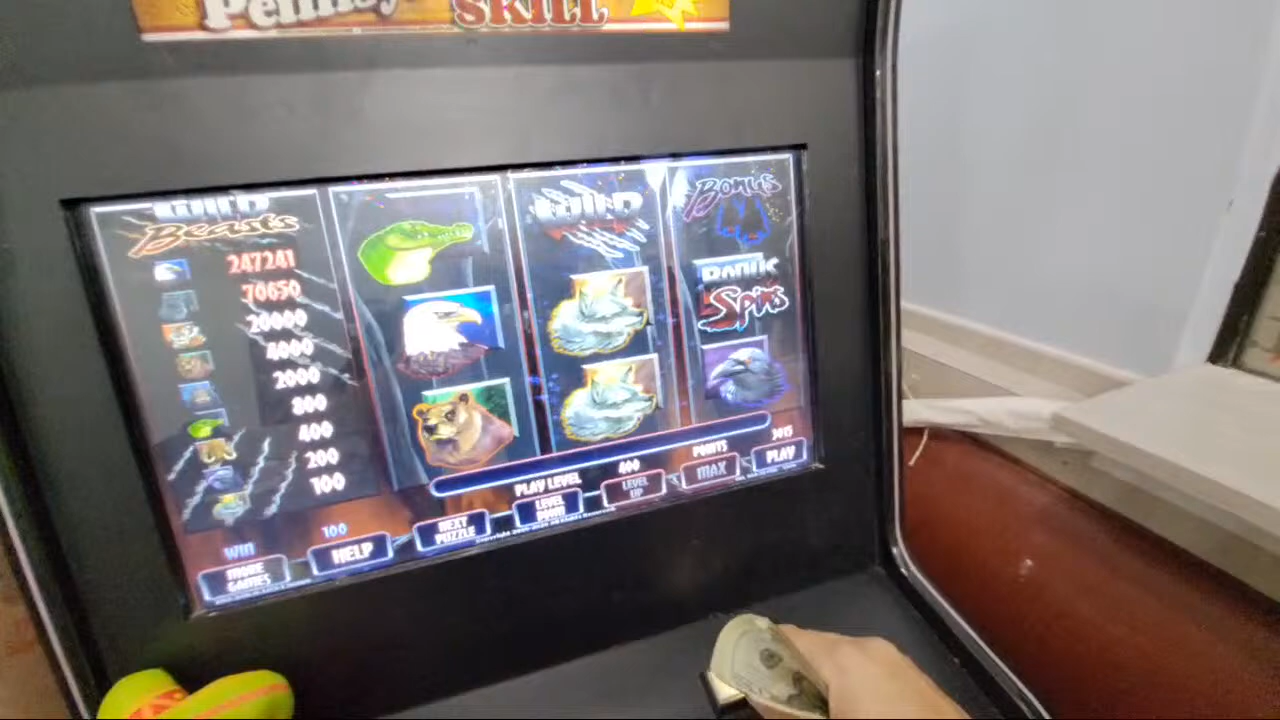 SKILL
WILD
Beasts
247241
70650
20000
4000
2000
800
400
200
100
WILD
Bonus
Bonus
Spins
WIN
100
PLAY LEVEL
400
POINTS
3015
MORE
GAMES
HELP
NEXT
PUZZLE
LEVEL
DOWN
LEVEL
UP
MAX
PLAY